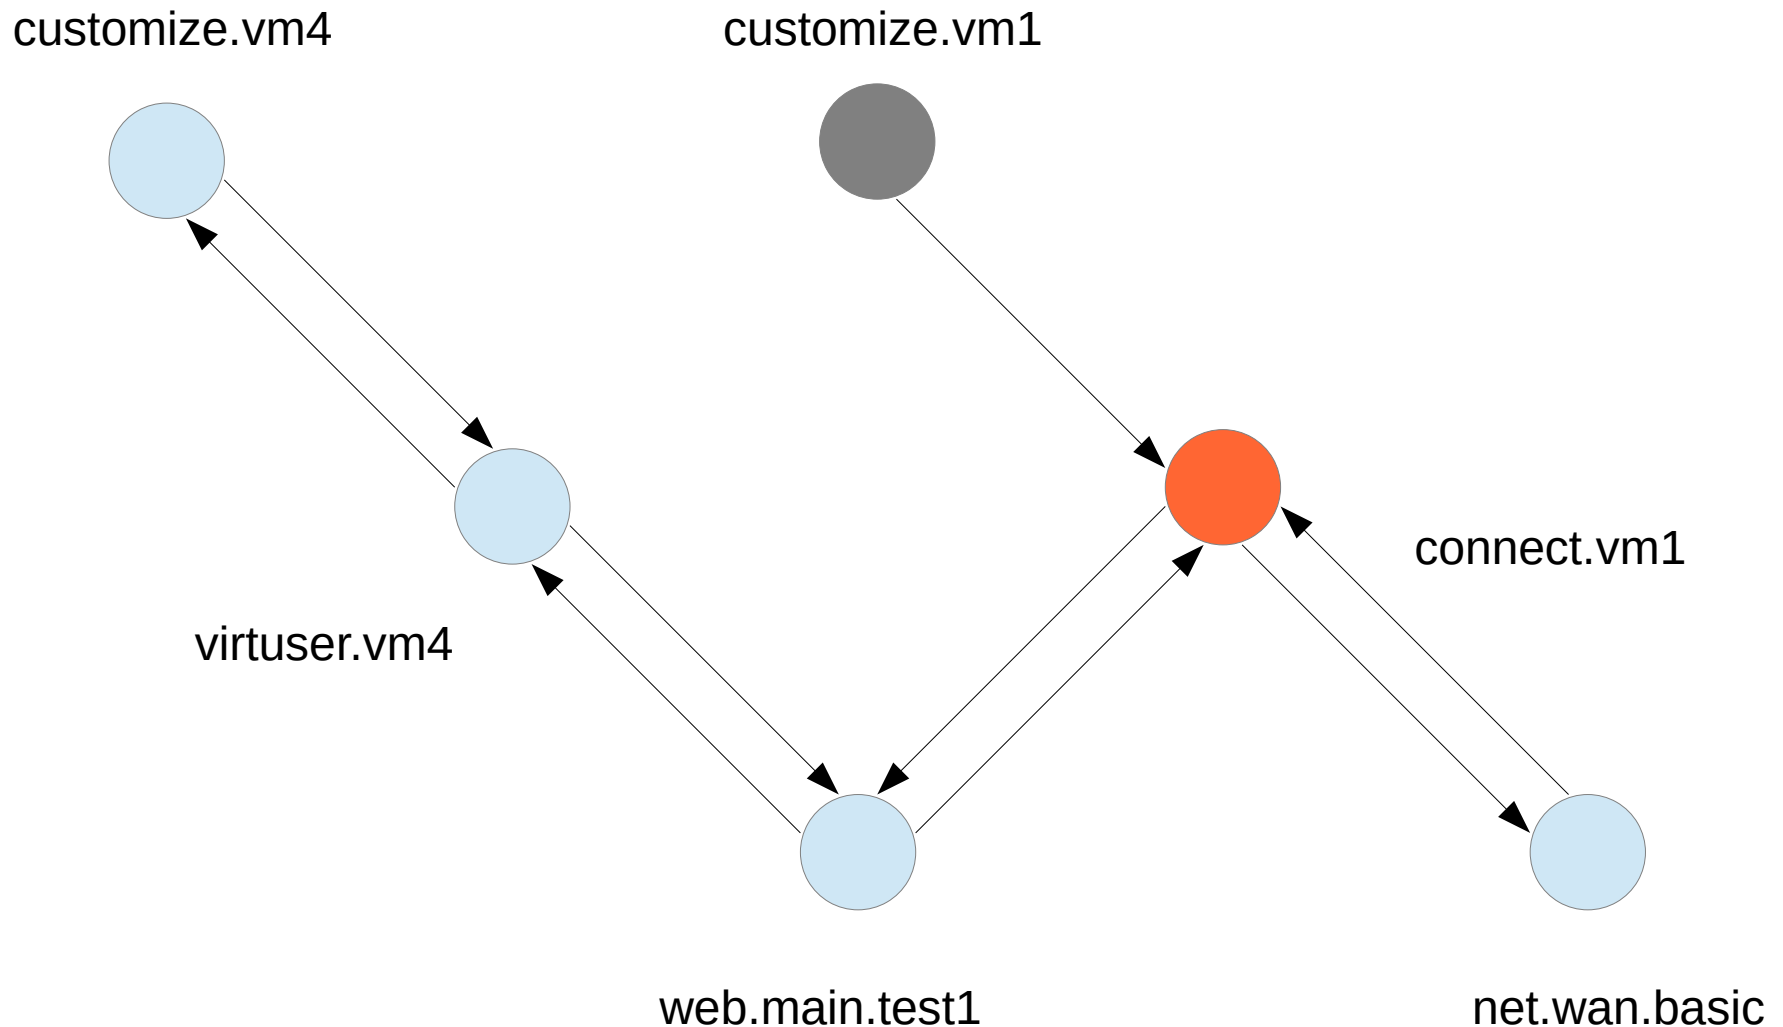 customize.vm4
customize.vm1
connect.vm1
virtuser.vm4
web.main.test1
net.wan.basic